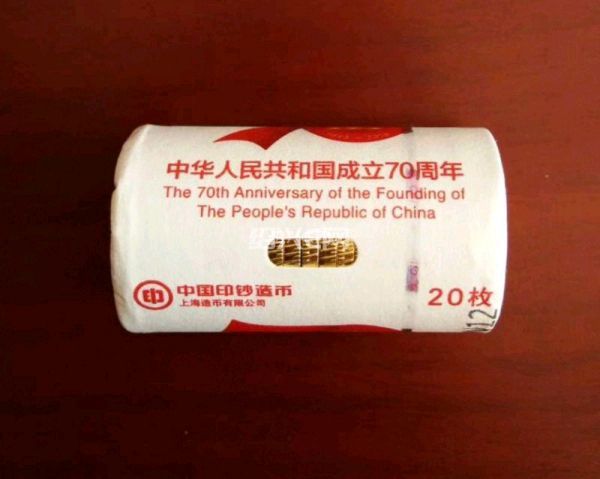 中华人民共和国成立70周年
The 70th Anniversary of the Founding of
The People's Republic of China
印 中国印钞造币
上海造币有限公司
20枚